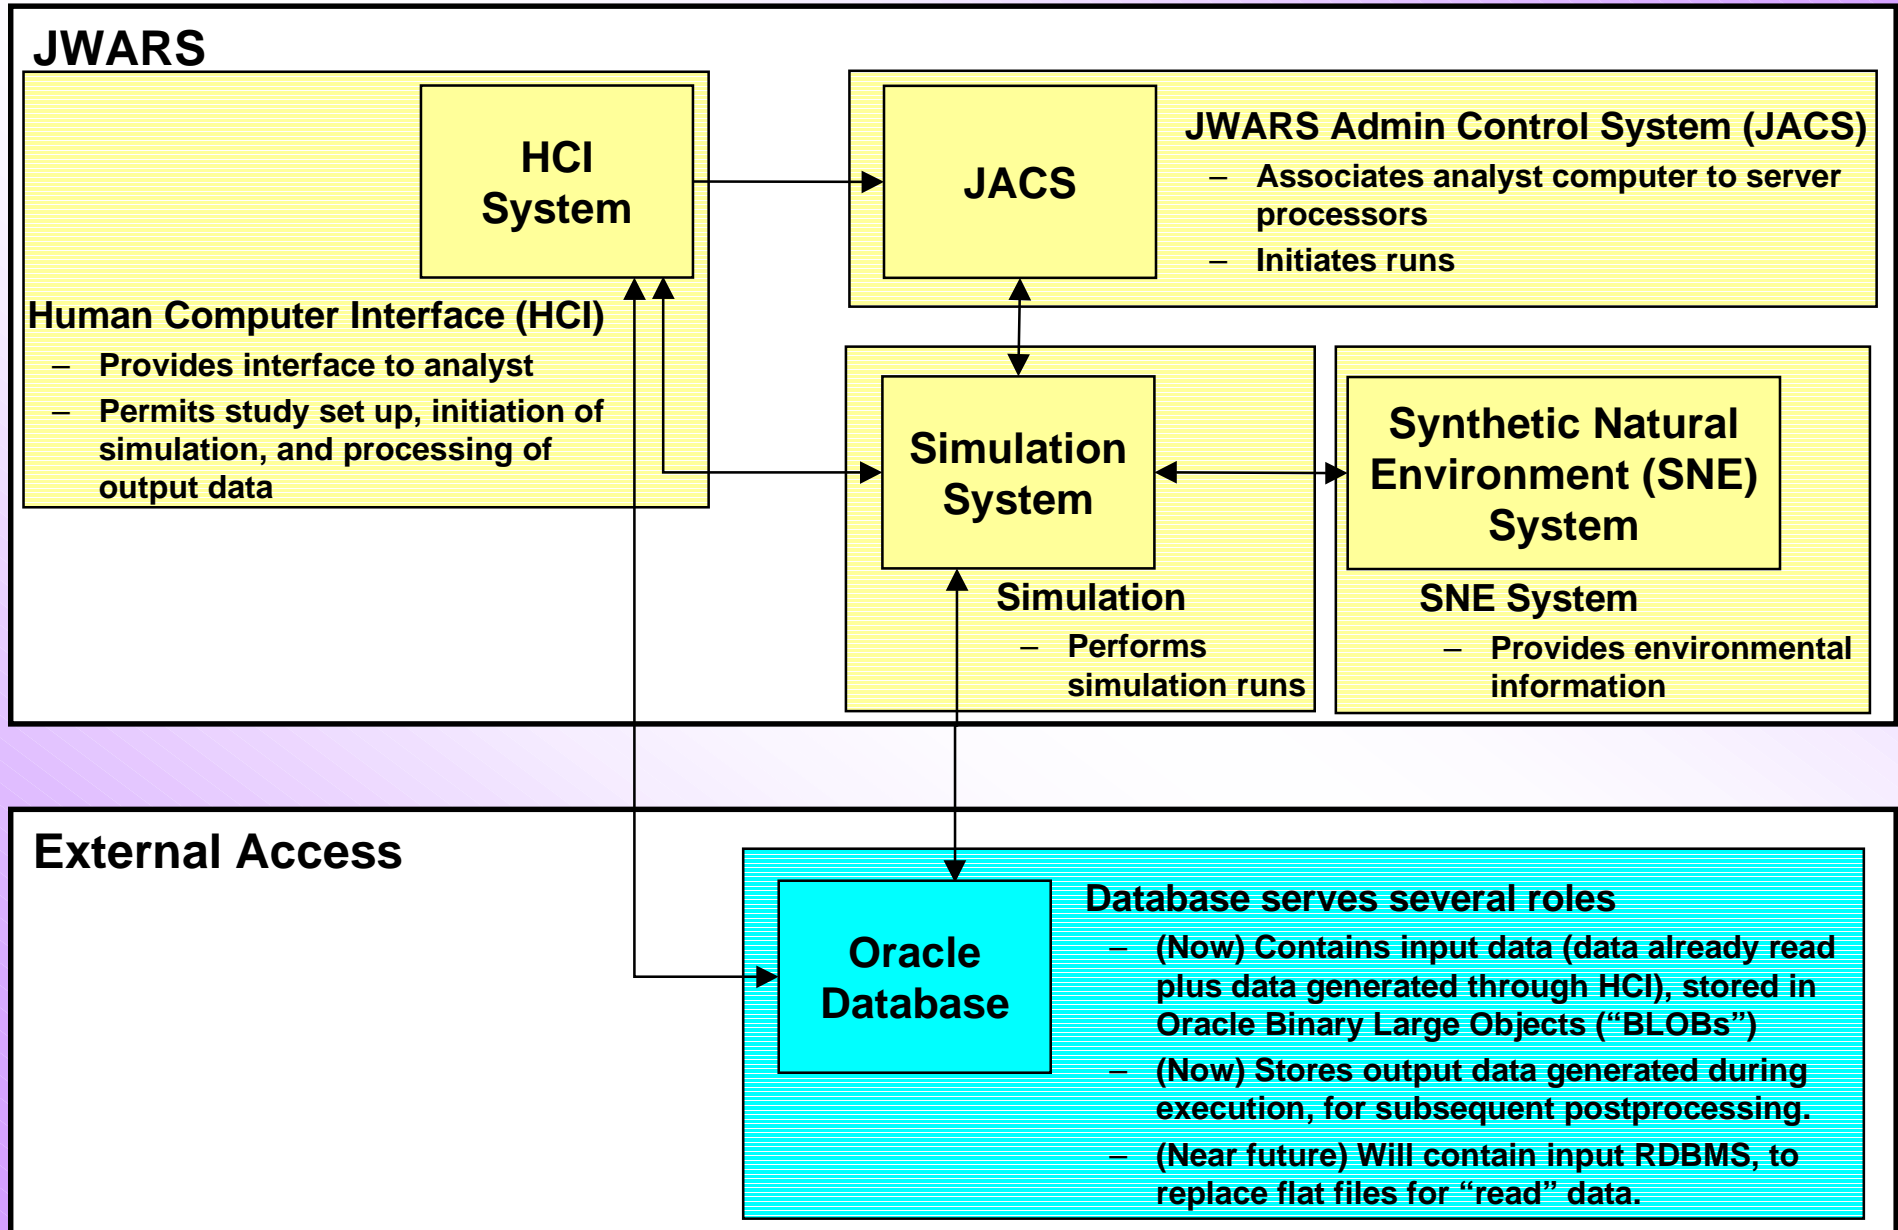 JWARS
HCI
System
Human Computer Interface (HCI)
– Provides interface to analyst
– Permits study set up, initiation of
simulation, and processing of
output data
JACS
JWARS Admin Control System (JACS)
– Associates analyst computer to server
processors
– Initiates runs
Simulation
System
Simulation
– Performs
simulation runs
Synthetic Natural
Environment (SNE)
System
SNE System
– Provides environmental
information
External Access
Oracle
Database
Database serves several roles
– (Now) Contains input data (data already read
plus data generated through HCI), stored in
Oracle Binary Large Objects (“BLOBs”)
– (Now) Stores output data generated during
execution, for subsequent postprocessing.
– (Near future) Will contain input RDBMS, to
replace flat files for “read” data.